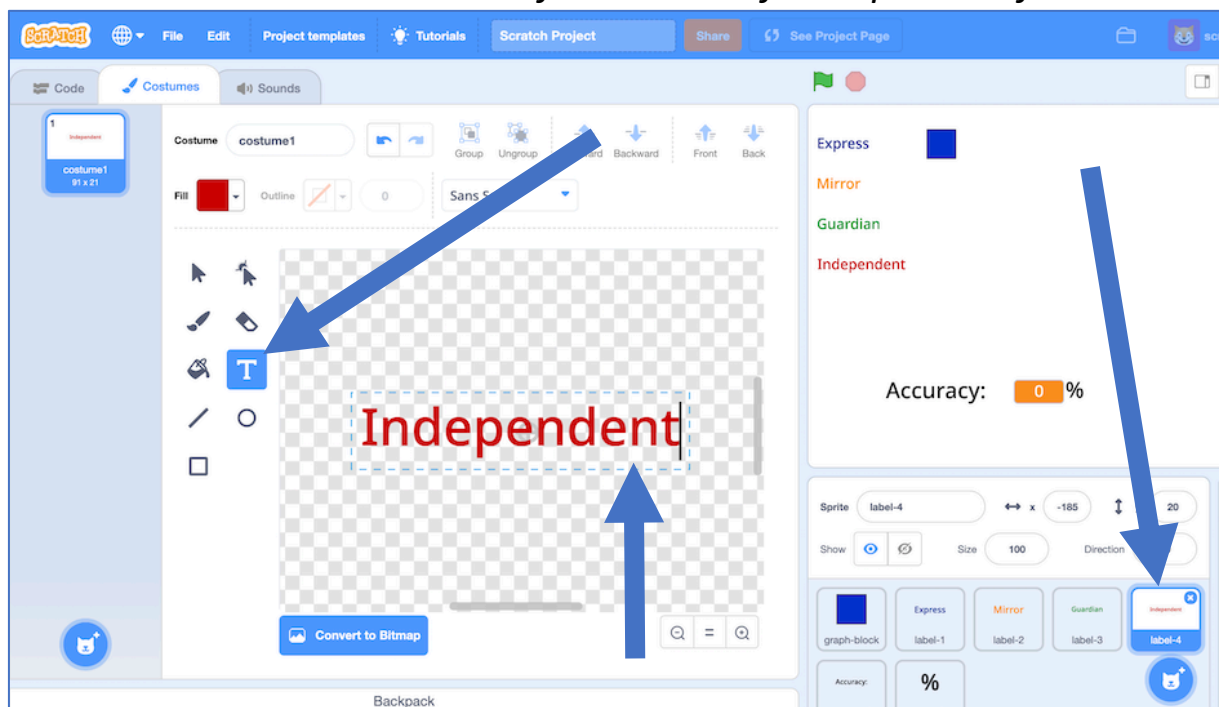 SCRATCH File Edit Project templates Tutorials Scratch Project Share See Project Page
Code Costumes Sounds
1
Independent
costume1
91 x 21
Costume costume1 Group Ungroup Backward Front Back
Fill Outline 0 Sans
Independent
Convert to Bitmap
Backpack
Express
Mirror
Guardian
Independent
Accuracy: 0 %
Sprite label-4 x -185 20
Show Size 100 Direction
graph-block
Express
label-1
Mirror
label-2
Guardian
label-3
Independent
label-4
Accuracy:
%